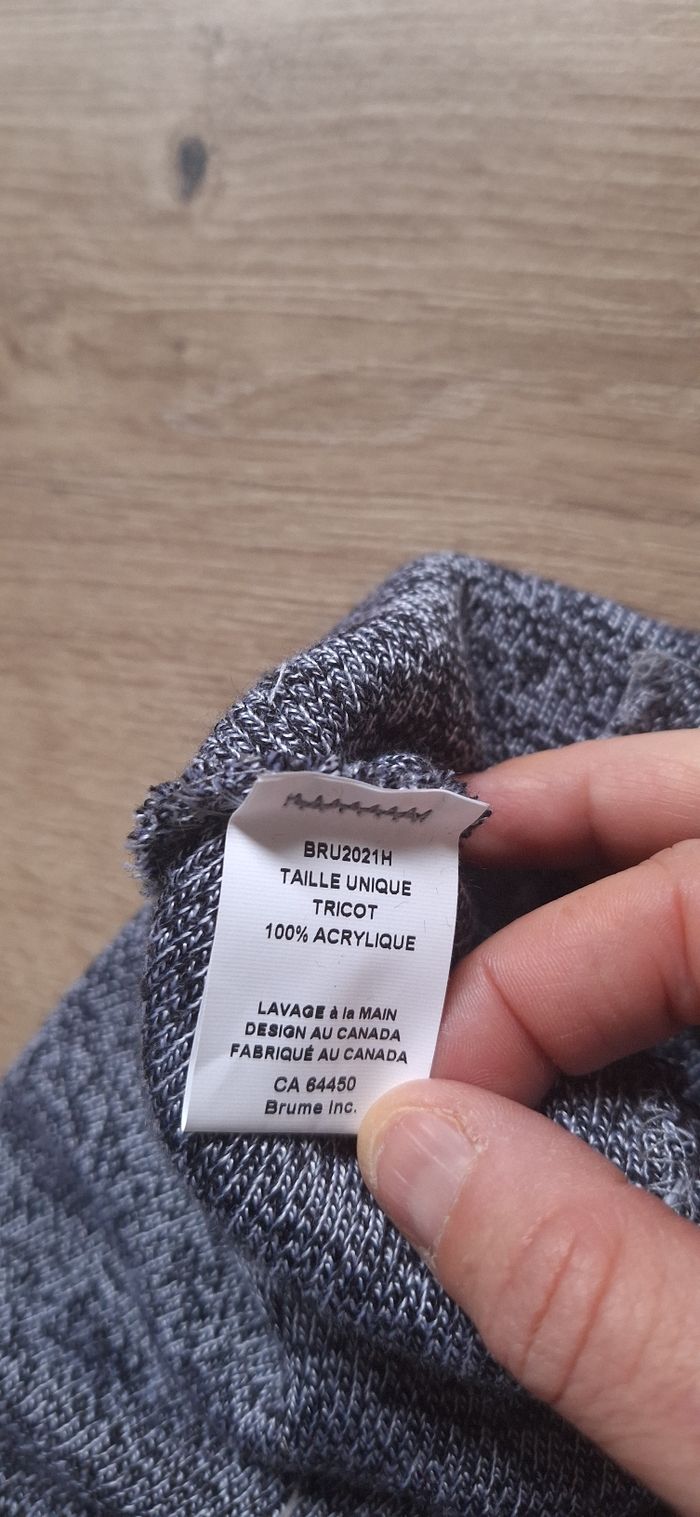 BRU2021H
TAILLE UNIQUE
TRICOT
100% ACRYLIQUE
LAVAGE à la MAIN
DESIGN AU CANADA
FABRIQUÉ AU CANADA
CA 64450
Brume Inc.